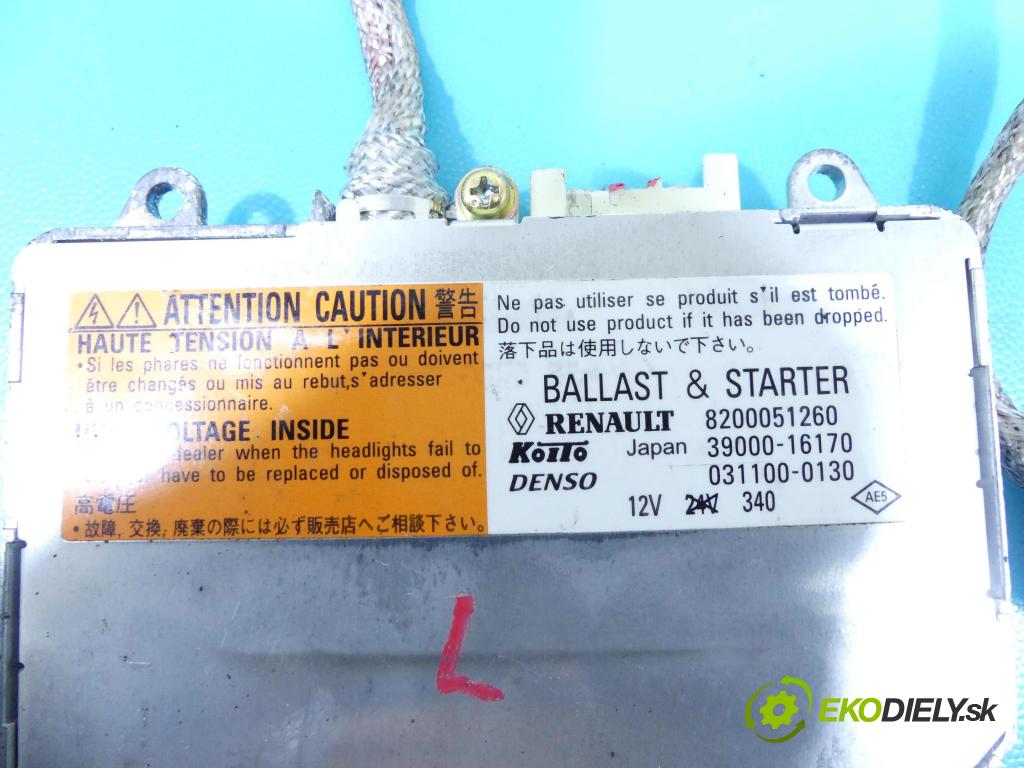 ATTENTION CAUTION 警告
HAUTE TENSION A L'INTERIEUR
•Si les phares ne fonctionnent pas ou doivent
être changés ou mis au rebut,s'adresser
à un concessionnaire.
OLTAGE INSIDE
dealer when the headlights fail to
have to be replaced or disposed of.
高電圧
•故障,交換,廃棄の際には必ず販売店へご相談下さい。
Ne pas utiliser se produit s'il est tombé.
Do not use product if it has been dropped.
落下品は使用しないで下さい。
BALLAST & STARTER
RENAULT 8200051260
KOITO Japan 39000-16170
DENSO 031100-0130
12V 340 AE5
L
EKODIELY.sk